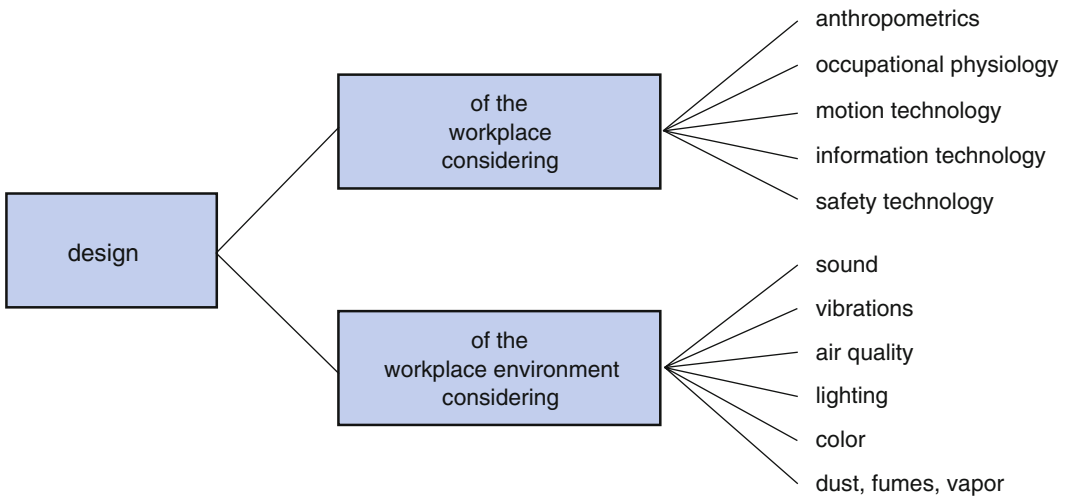 design
of the
workplace
considering
anthropometrics
occupational physiology
motion technology
information technology
safety technology
of the
workplace environment
considering
sound
vibrations
air quality
lighting
color
dust, fumes, vapor